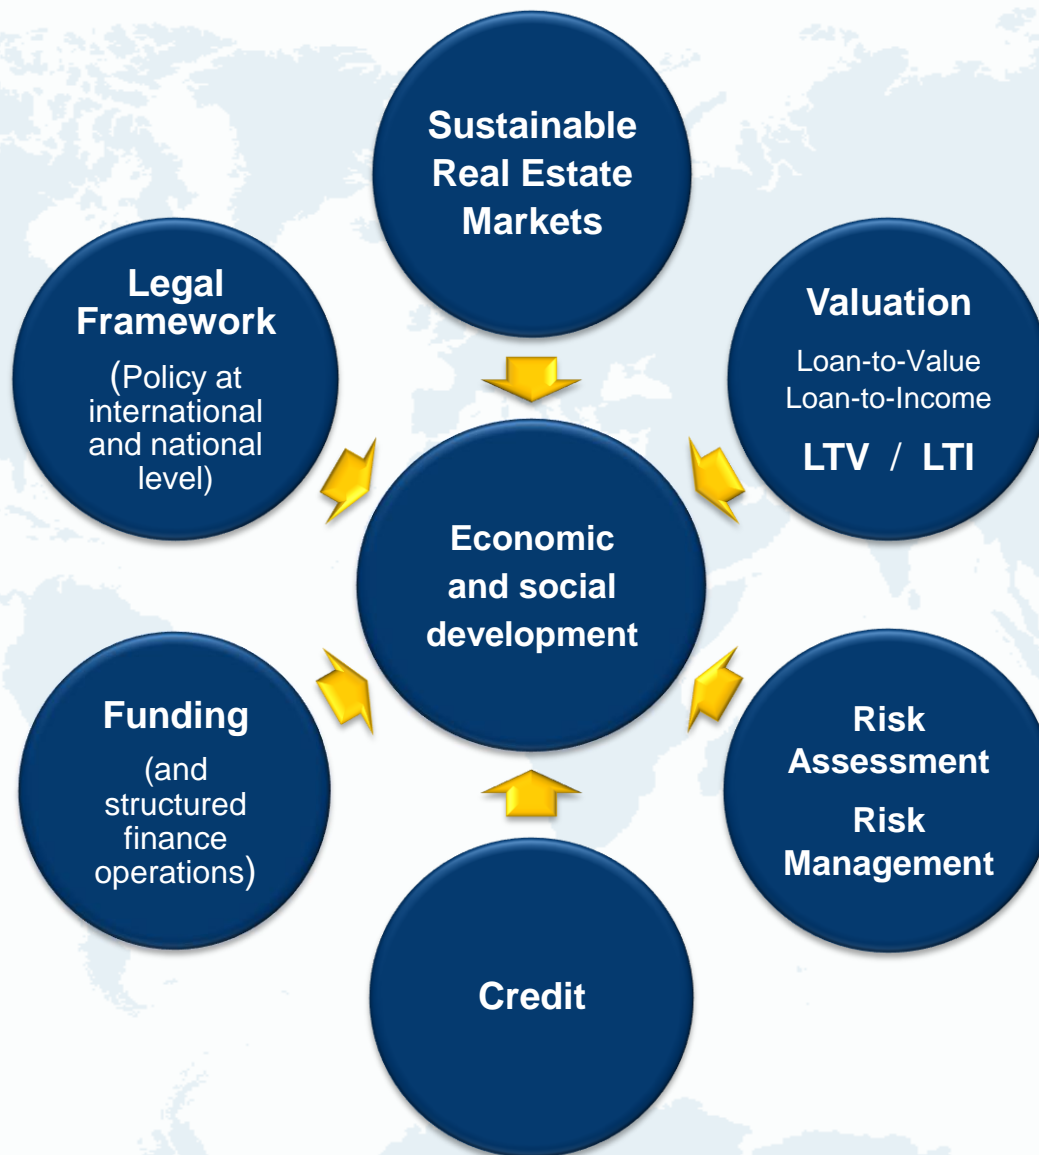 Sustainable
Real Estate
Markets
Legal
Framework
(Policy at
international
and national
level)
Valuation
Loan-to-Value
Loan-to-Income
LTV / LTI
Economic
and social
development
Funding
(and
structured
finance
operations)
Risk
Assessment
Risk
Management
Credit